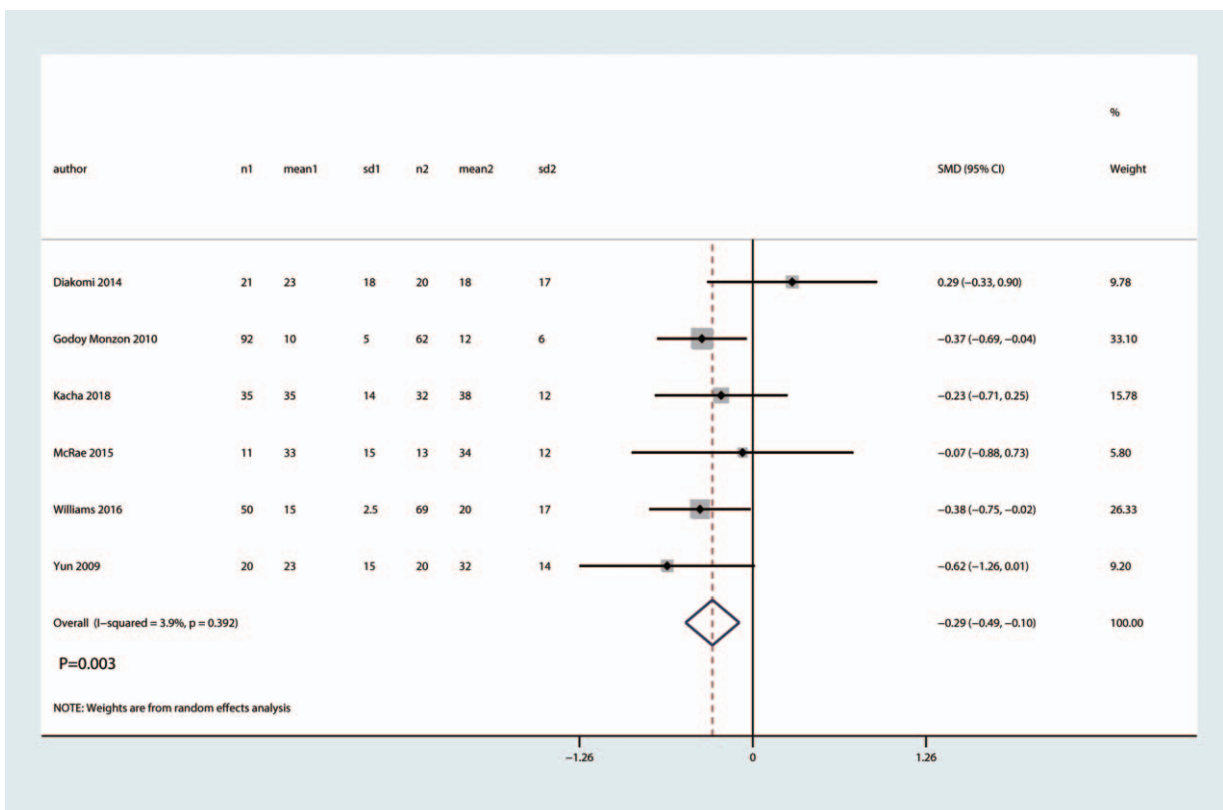 %
author n1 mean1 sd1 n2 mean2 sd2 SMD (95% CI) Weight
Diakomi 2014 21 23 18 20 18 17 0.29 (−0.33, 0.90) 9.78
Godoy Monzon 2010 92 10 5 62 12 6 −0.37 (−0.69, −0.04) 33.10
Kacha 2018 35 35 14 32 38 12 −0.23 (−0.71, 0.25) 15.78
McRae 2015 11 33 15 13 34 12 −0.07 (−0.88, 0.73) 5.80
Williams 2016 50 15 2.5 69 20 17 −0.38 (−0.75, −0.02) 26.33
Yun 2009 20 23 15 20 32 14 −0.62 (−1.26, 0.01) 9.20
Overall (I−squared = 3.9%, p = 0.392) −0.29 (−0.49, −0.10) 100.00
P=0.003
NOTE: Weights are from random effects analysis
−1.26 0 1.26